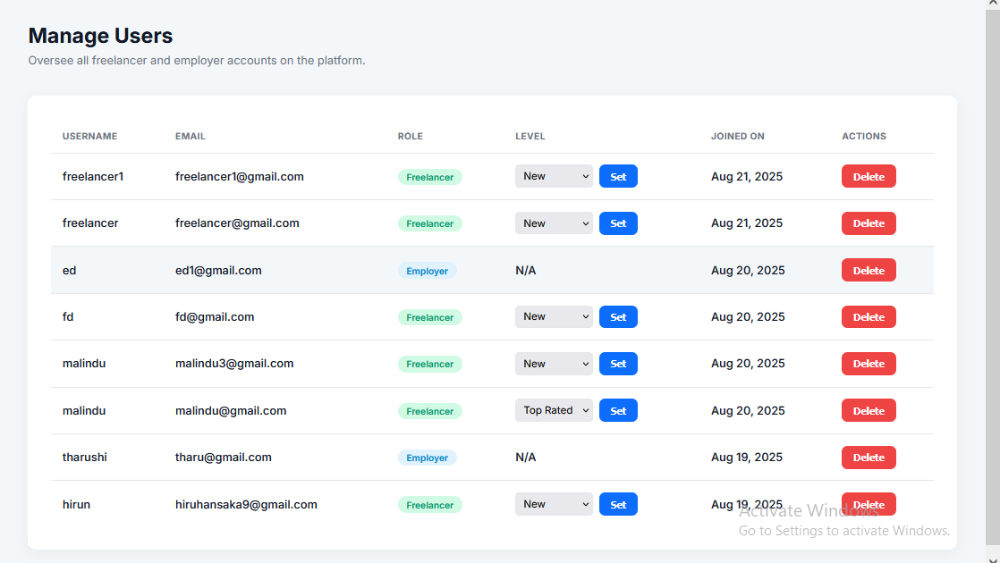 Manage Users
Oversee all freelancer and employer accounts on the platform.
USERNAME EMAIL ROLE LEVEL JOINED ON ACTIONS
freelancer1 freelancer1@gmail.com Freelancer New Set Aug 21, 2025 Delete
freelancer freelancer@gmail.com Freelancer New Set Aug 21, 2025 Delete
ed ed1@gmail.com Employer N/A Aug 20, 2025 Delete
fd fd@gmail.com Freelancer New Set Aug 20, 2025 Delete
malindu malindu3@gmail.com Freelancer New Set Aug 20, 2025 Delete
malindu malindu@gmail.com Freelancer Top Rated Set Aug 20, 2025 Delete
tharushi tharu@gmail.com Employer N/A Aug 19, 2025 Delete
hirun hiruhansaka9@gmail.com Freelancer New Set Aug 19, 2025 Delete
Activate Windows
Go to Settings to activate Windows.